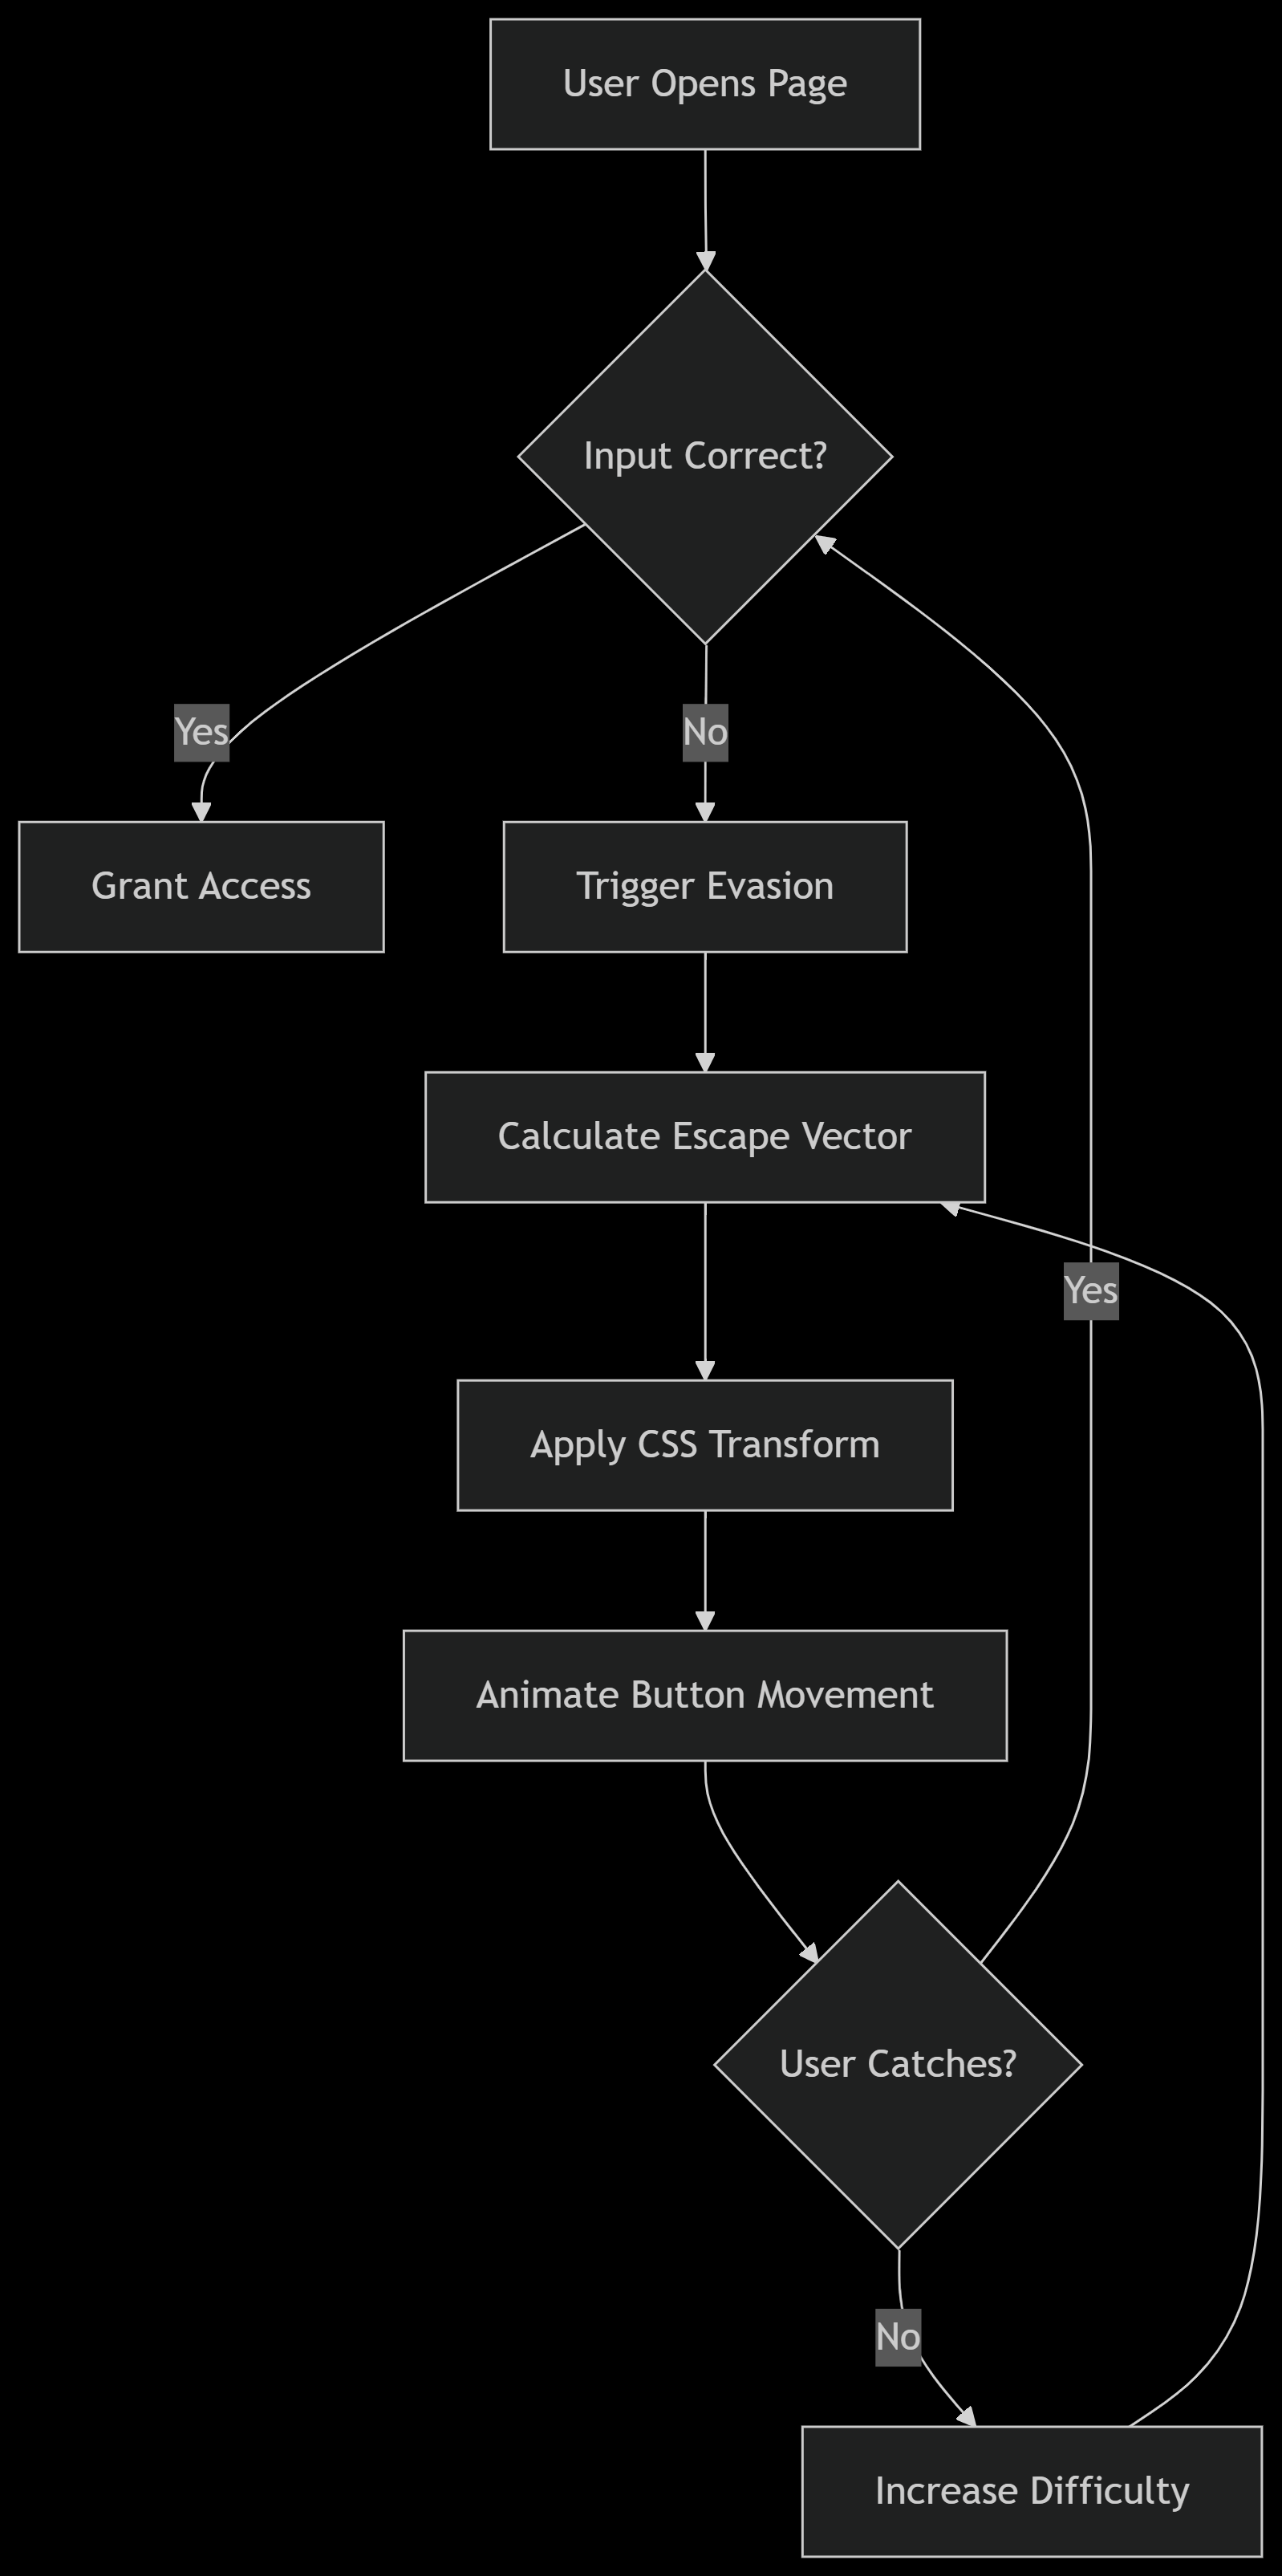 User Opens Page
Input Correct?
Yes
No
Grant Access
Trigger Evasion
Calculate Escape Vector
Yes
Apply CSS Transform
Animate Button Movement
User Catches?
No
Increase Difficulty